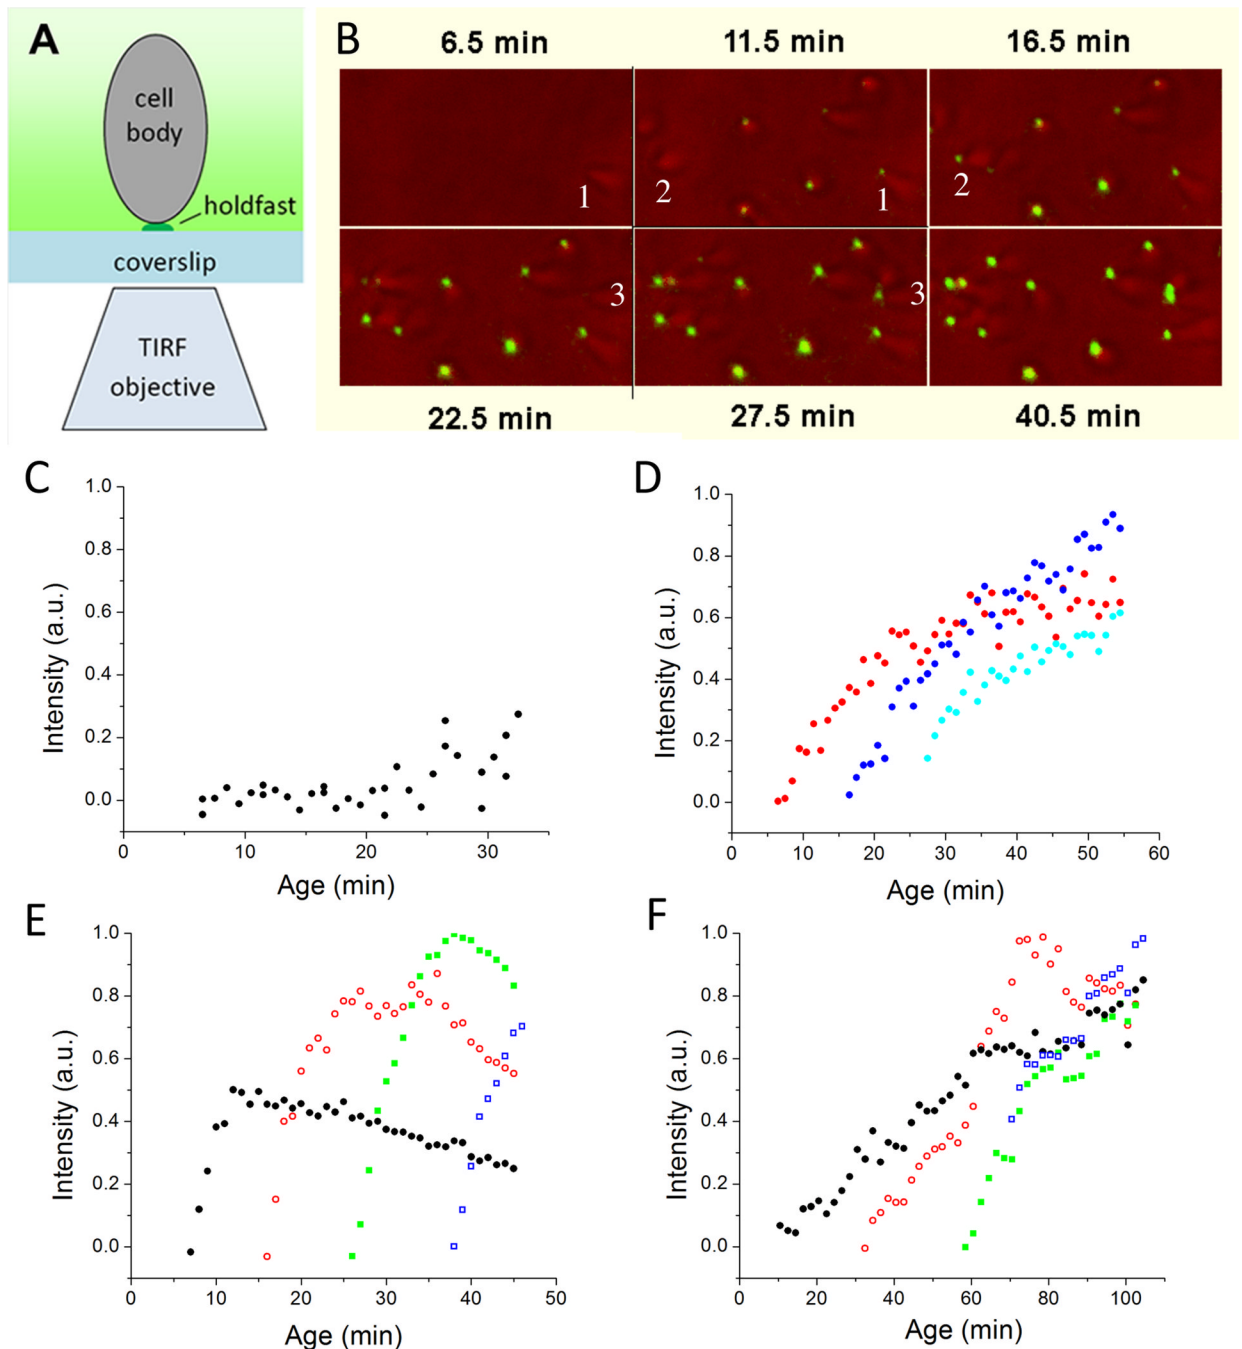 A
cell
body
holdfast
coverslip
TIRF
objective
B
6.5 min
11.5 min
16.5 min
1
2
1
2
3
3
22.5 min
27.5 min
40.5 min
C
1.0
0.8
0.6
0.4
0.2
0.0
Intensity (a.u.)
0 10 20 30
Age (min)
D
1.0
0.8
0.6
0.4
0.2
0.0
Intensity (a.u.)
0 10 20 30 40 50 60
Age (min)
E
1.0
0.8
0.6
0.4
0.2
0.0
Intensity (a.u.)
0 10 20 30 40 50
Age (min)
F
1.0
0.8
0.6
0.4
0.2
0.0
Intensity (a.u.)
0 20 40 60 80 100
Age (min)